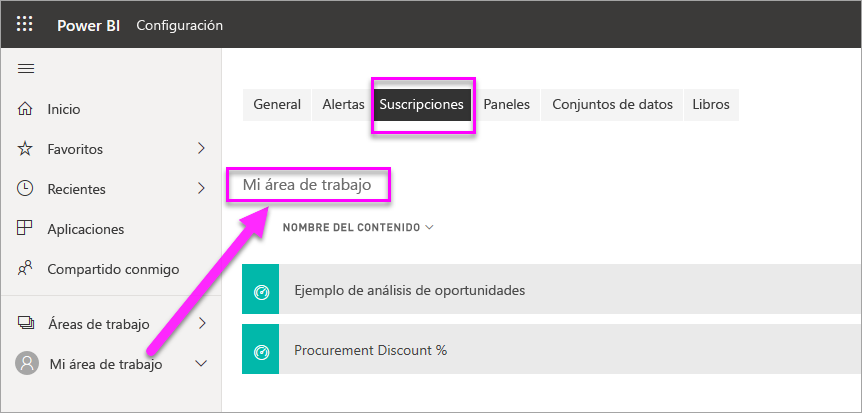 Power BI Configuración
General Alertas Suscripciones Paneles Conjuntos de datos Libros
Inicio
Favoritos
Recientes
Aplicaciones
Compartido conmigo
Áreas de trabajo
Mi área de trabajo
Mi área de trabajo
NOMBRE DEL CONTENIDO
Ejemplo de análisis de oportunidades
Procurement Discount %